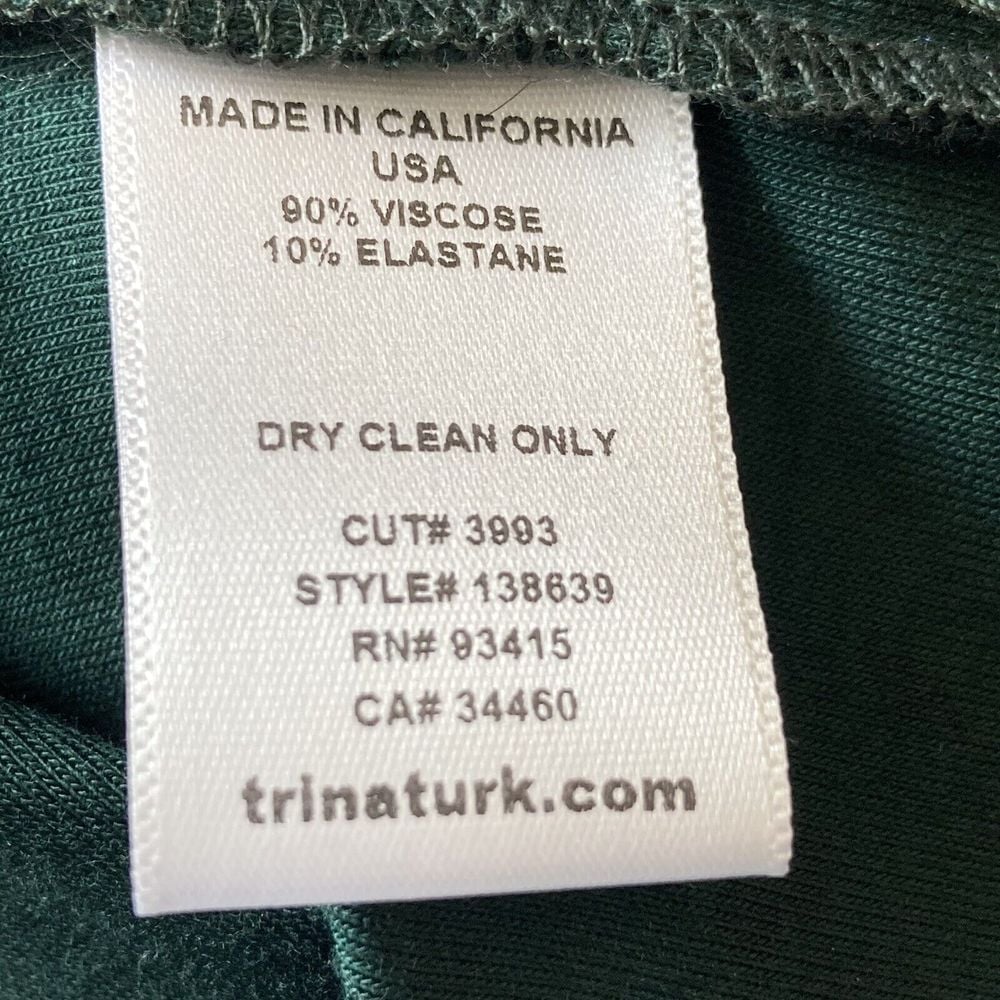 MADE IN CALIFORNIA
USA
90% VISCOSE
10% ELASTANE
DRY CLEAN ONLY
CUT# 3993
STYLE# 138639
RN# 93415
CA# 34460
trinaturk.com